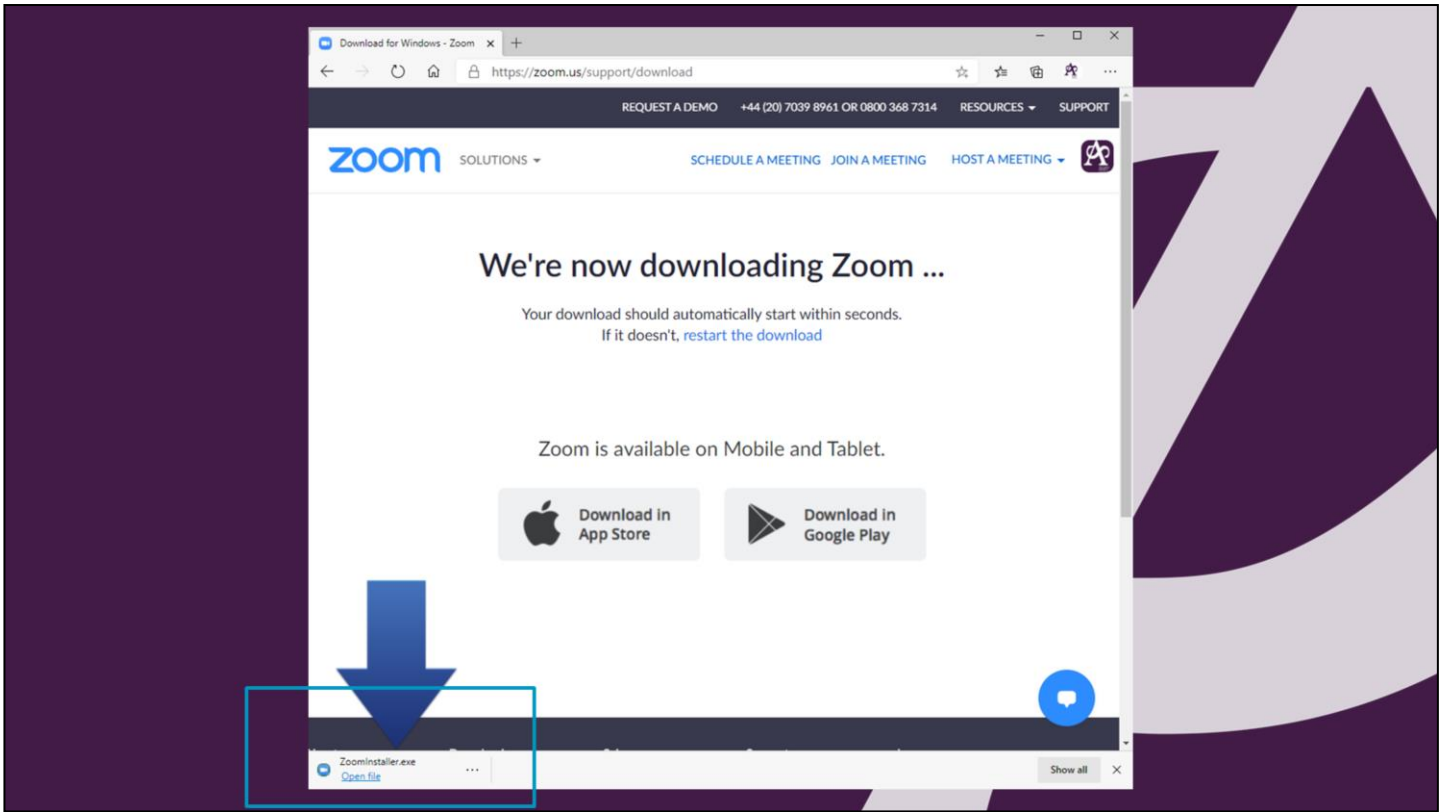 Download for Windows - Zoom
https://zoom.us/support/download
REQUEST A DEMO +44 (20) 7039 8961 OR 0800 368 7314 RESOURCES SUPPORT
zoom SOLUTIONS SCHEDULE A MEETING JOIN A MEETING HOST A MEETING
We're now downloading Zoom ...
Your download should automatically start within seconds.
If it doesn't, restart the download
Zoom is available on Mobile and Tablet.
Download in
App Store
Download in
Google Play
ZoomInstaller.exe
Open file
Show all